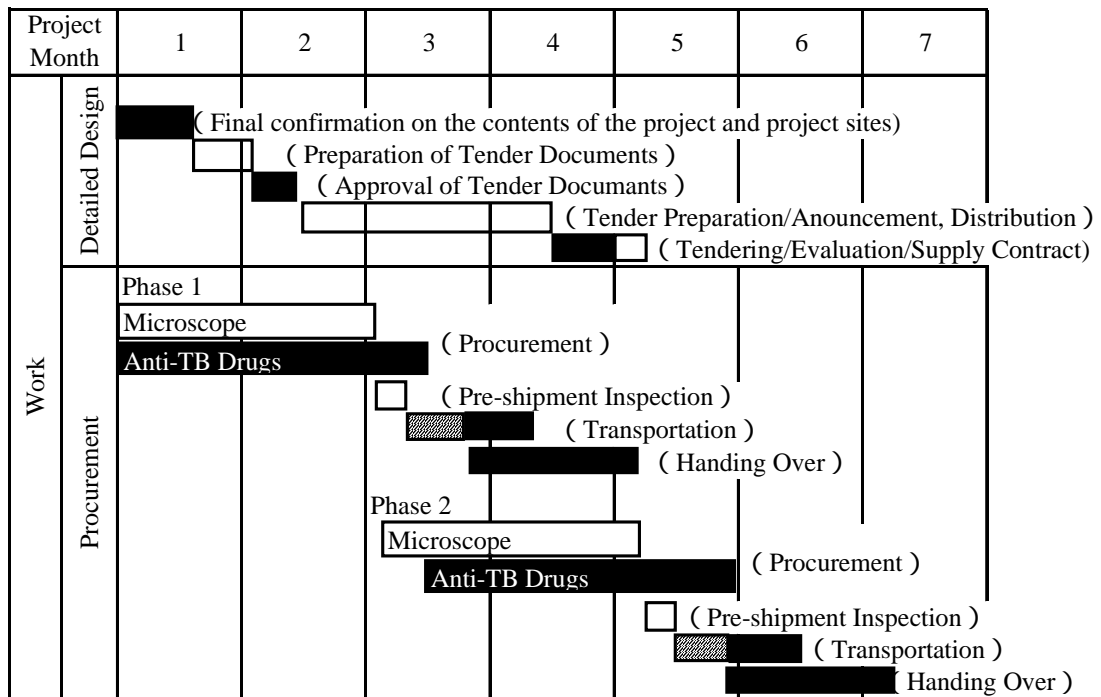 Project
Month
1
2
3
4
5
6
7
Work
Detailed Design
( Final confirmation on the contents of the project and project sites)
( Preparation of Tender Documents )
( Approval of Tender Documants )
( Tender Preparation/Anouncement, Distribution )
( Tendering/Evaluation/Supply Contract)
Procurement
Phase 1
Microscope
Anti-TB Drugs
( Procurement )
( Pre-shipment Inspection )
( Transportation )
( Handing Over )
Phase 2
Microscope
Anti-TB Drugs
( Procurement )
( Pre-shipment Inspection )
( Transportation )
( Handing Over )